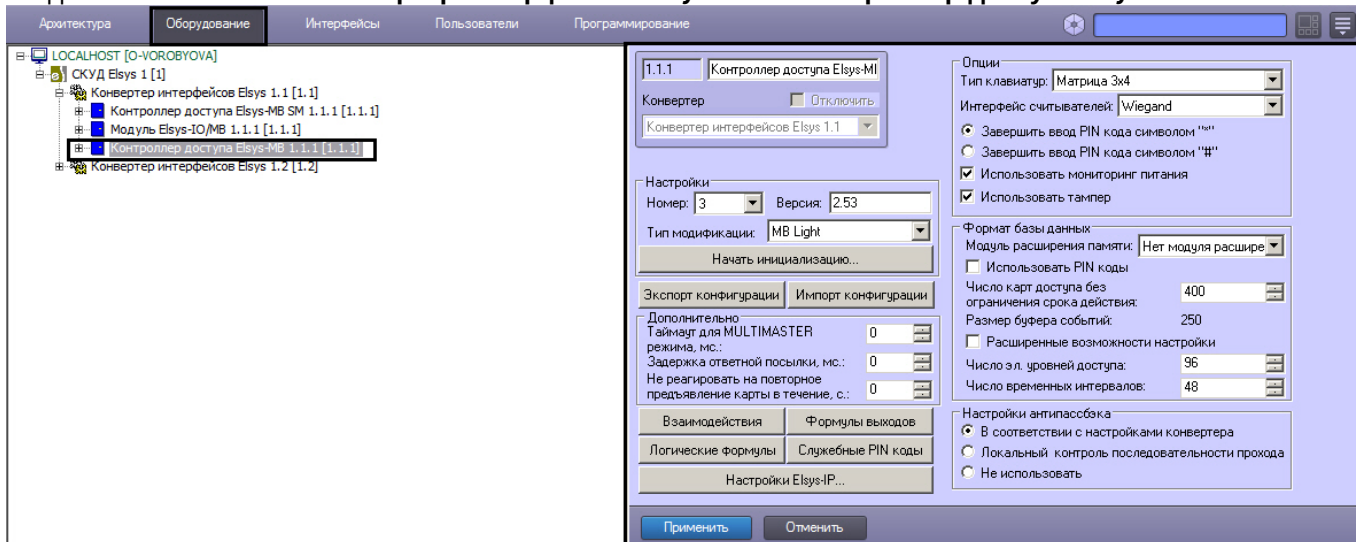 Архитектура Оборудование Интерфейсы Пользователи Программирование
LOCALHOST [O-VOROBYOVA]
СКУД Elsys 1 [1]
Конвертер интерфейсов Elsys 1.1 [1.1]
Контроллер доступа Elsys-MB SM 1.1.1 [1.1.1]
Модуль Elsys-IO/MB 1.1.1 [1.1.1]
Контроллер доступа Elsys-MB 1.1.1 [1.1.1]
Конвертер интерфейсов Elsys 1.2 [1.2]
1.1.1 Контроллер доступа Elsys-MI
Конвертер Отключить
Конвертер интерфейсов Elsys 1.1
Настройки
Номер: 3 Версия: 2.53
Тип модификации: MB Light
Начать инициализацию...
Экспорт конфигурации Импорт конфигурации
Дополнительно
Таймаут для MULTIMASTER
режима, мс.: 0
Задержка ответной посылки, мс.: 0
Не реагировать на повторное
предъявление карты в течение, с.: 0
Взаимодействия Формулы выходов
Логические формулы Служебные PIN коды
Настройки Elsys-IP...
Опции
Тип клавиатур: Матрица 3x4
Интерфейс считывателей: Wiegand
Завершить ввод PIN кода символом "*"
Завершить ввод PIN кода символом "#"
Использовать мониторинг питания
Использовать тампер
Формат базы данных
Модуль расширения памяти: Нет модуля расшире
Использовать PIN коды
Число карт доступа без
ограничения срока действия: 400
Размер буфера событий: 250
Расширенные возможности настройки
Число эл. уровней доступа: 96
Число временных интервалов: 48
Настройки антипассбэка
В соответствии с настройками конвертера
Локальный контроль последовательности прохода
Не использовать
Применить Отменить